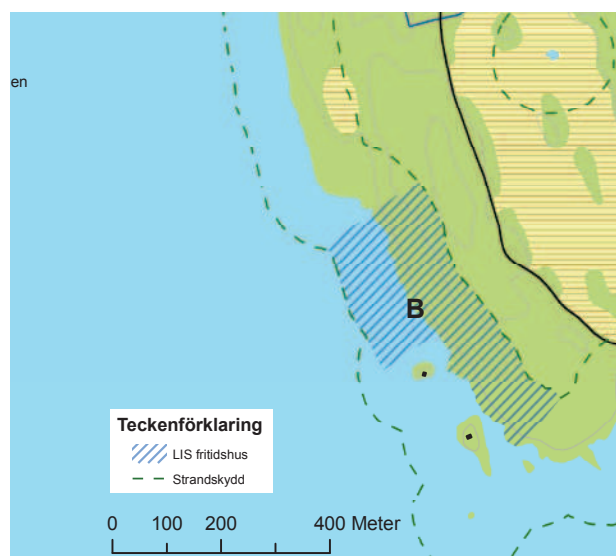 en
B
Teckenförklaring
LIS fritidshus
Strandskydd
0 100 200 400 Meter